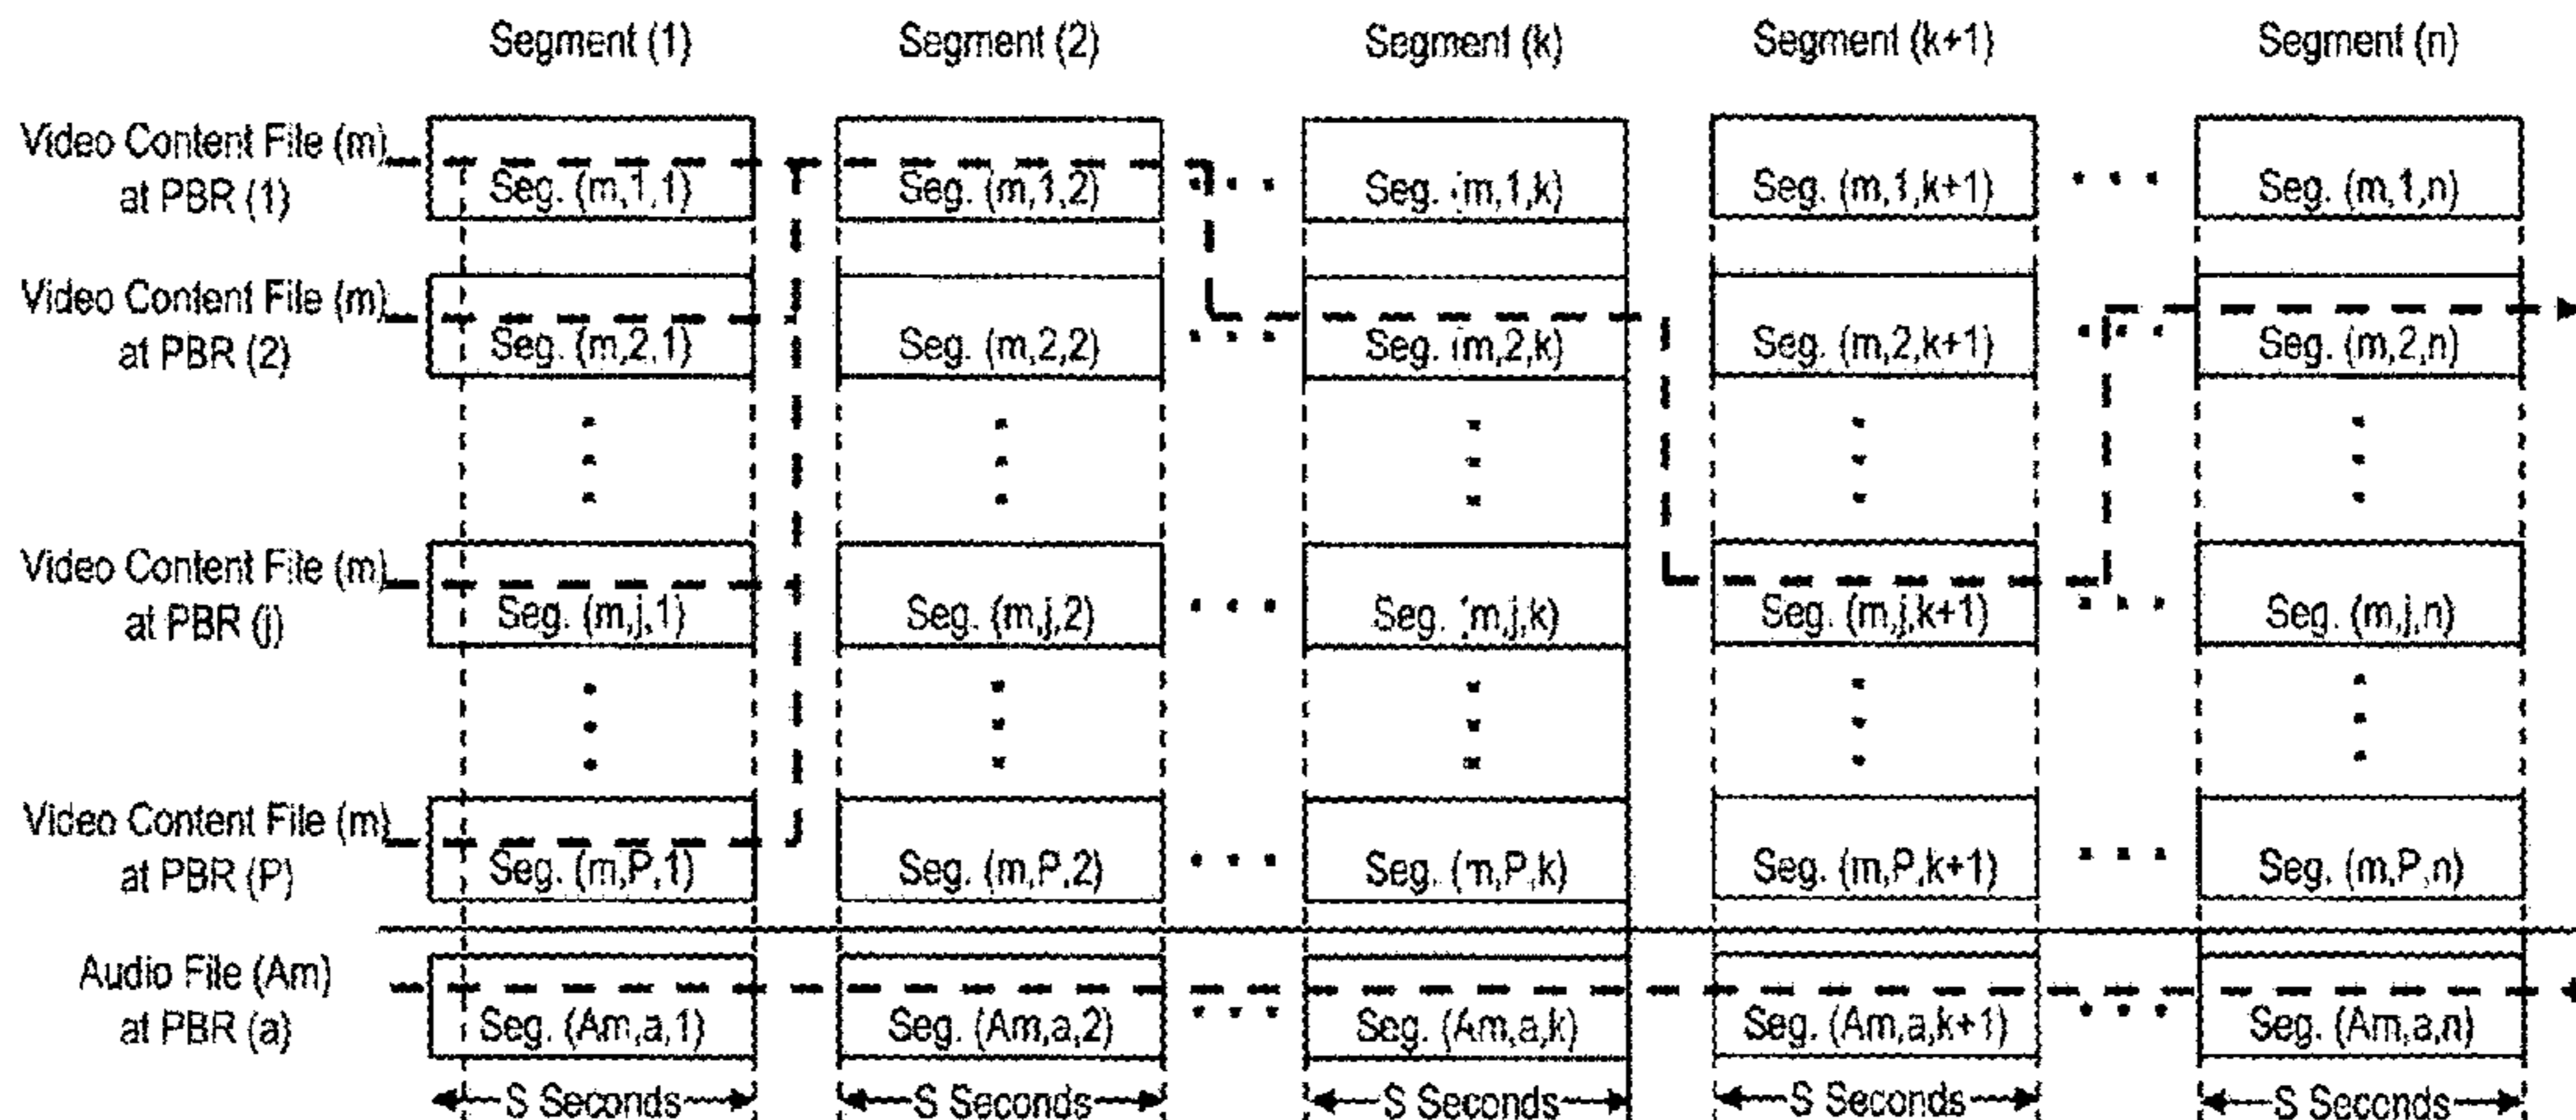 Segment (1) Segment (2) Segment (k) Segment (k+1) Segment (n)
Video Content File (m)
at PBR (1)
Seg. (m,1,1) Seg. (m,1,2) Seg. (m,1,k) Seg. (m,1,k+1) Seg. (m,1,n)
Video Content File (m)
at PBR (2)
Seg. (m,2,1) Seg. (m,2,2) Seg. (m,2,k) Seg. (m,2,k+1) Seg. (m,2,n)
Video Content File (m)
at PBR (j)
Seg. (m,j,1) Seg. (m,j,2) Seg. (m,j,k) Seg. (m,j,k+1) Seg. (m,j,n)
Video Content File (m)
at PBR (P)
Seg. (m,P,1) Seg. (m,P,2) Seg. (m,P,k) Seg. (m,P,k+1) Seg. (m,P,n)
Audio File (Am)
at PBR (a)
Seg. (Am,a,1) Seg. (Am,a,2) Seg. (Am,a,k) Seg. (Am,a,k+1) Seg. (Am,a,n)
S Seconds S Seconds S Seconds S Seconds S Seconds